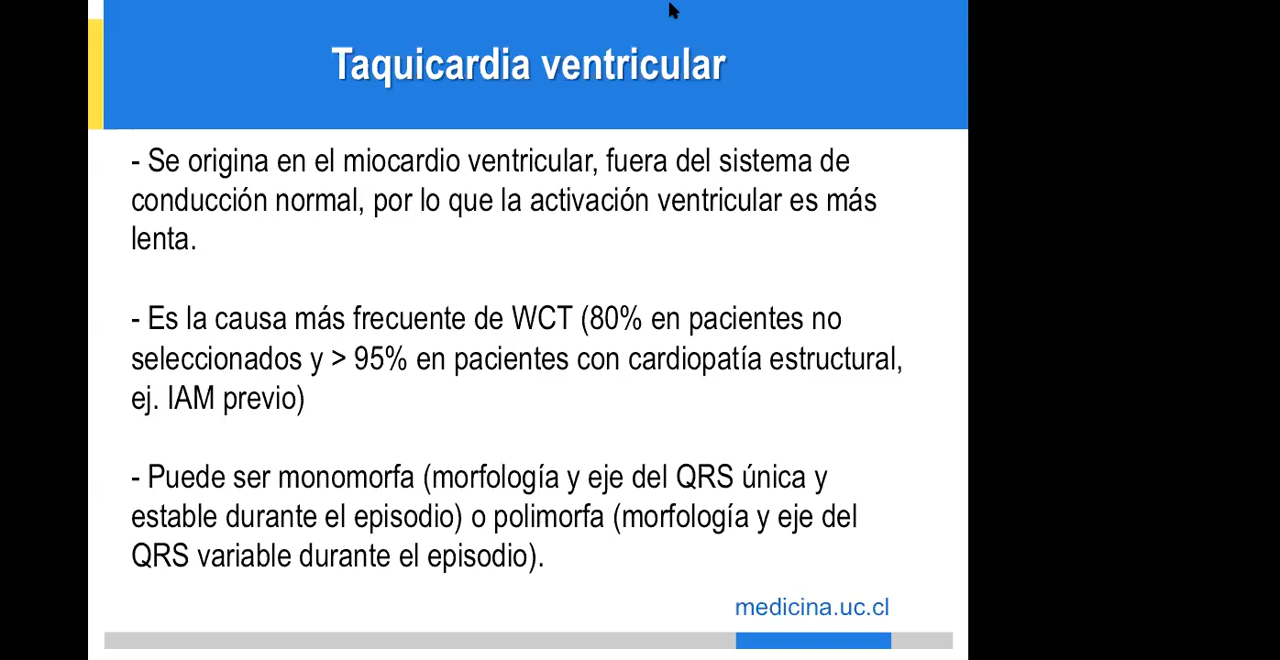 Taquicardia ventricular
- Se origina en el miocardio ventricular, fuera del sistema de
conducción normal, por lo que la activación ventricular es más
lenta.
- Es la causa más frecuente de WCT (80% en pacientes no
seleccionados y > 95% en pacientes con cardiopatía estructural,
ej. IAM previo)
- Puede ser monomorfa (morfología y eje del QRS única y
estable durante el episodio) o polimorfa (morfología y eje del
QRS variable durante el episodio).
medicina.uc.cl